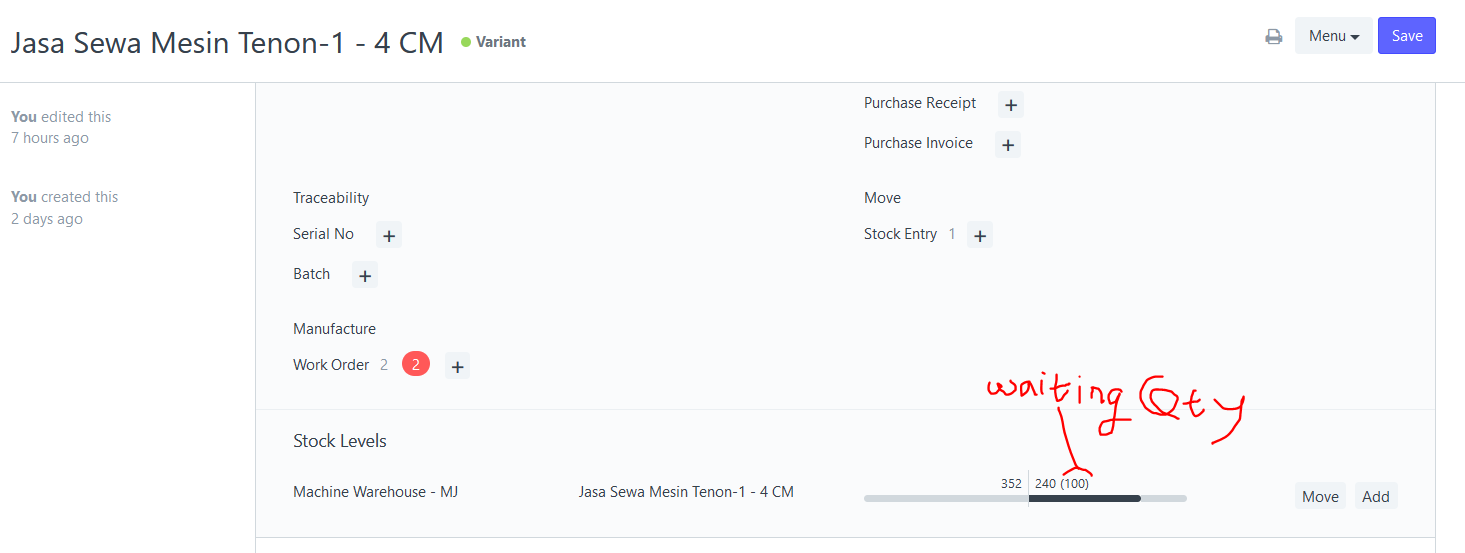 Jasa Sewa Mesin Tenon-1 - 4 CM Variant Menu Save
You edited this
7 hours ago
You created this
2 days ago
Purchase Receipt +
Purchase Invoice +
Traceability Move
Serial No + Stock Entry 1 +
Batch +
Manufacture
Work Order 2 2 +
waiting Qty
Stock Levels
Machine Warehouse - MJ Jasa Sewa Mesin Tenon-1 - 4 CM 352 240 (100) Move Add